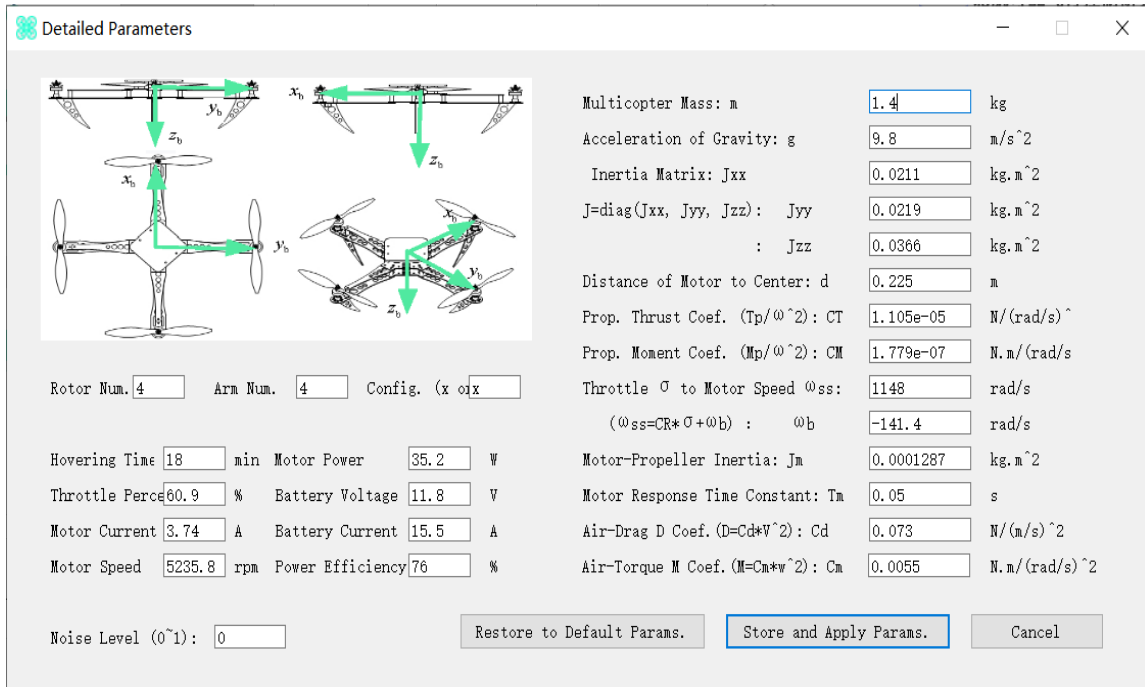 Detailed Parameters
yb
zb
xb
zb
xb
yb
xb
yb
zb
Rotor Num. 4 Arm Num. 4 Config. (x or x
Hovering Time 18 min Motor Power 35.2 W
Throttle Perce 60.9 % Battery Voltage 11.8 V
Motor Current 3.74 A Battery Current 15.5 A
Motor Speed 5235.8 rpm Power Efficiency 76 %
Noise Level (0~1): 0
Multicopter Mass: m 1.4 kg
Acceleration of Gravity: g 9.8 m/s^2
Inertia Matrix: Jxx 0.0211 kg.m^2
J=diag(Jxx, Jyy, Jzz): Jyy 0.0219 kg.m^2
: Jzz 0.0366 kg.m^2
Distance of Motor to Center: d 0.225 m
Prop. Thrust Coef. (Tp/ω^2): CT 1.105e-05 N/(rad/s)^
Prop. Moment Coef. (Mp/ω^2): CM 1.779e-07 N.m/(rad/s
Throttle σ to Motor Speed ωss: 1148 rad/s
(ωss=CR*σ+ωb) : ωb -141.4 rad/s
Motor-Propeller Inertia: Jm 0.0001287 kg.m^2
Motor Response Time Constant: Tm 0.05 s
Air-Drag D Coef.(D=Cd*V^2): Cd 0.073 N/(m/s)^2
Air-Torque M Coef.(M=Cm*w^2): Cm 0.0055 N.m/(rad/s)^2
Restore to Default Params. Store and Apply Params. Cancel